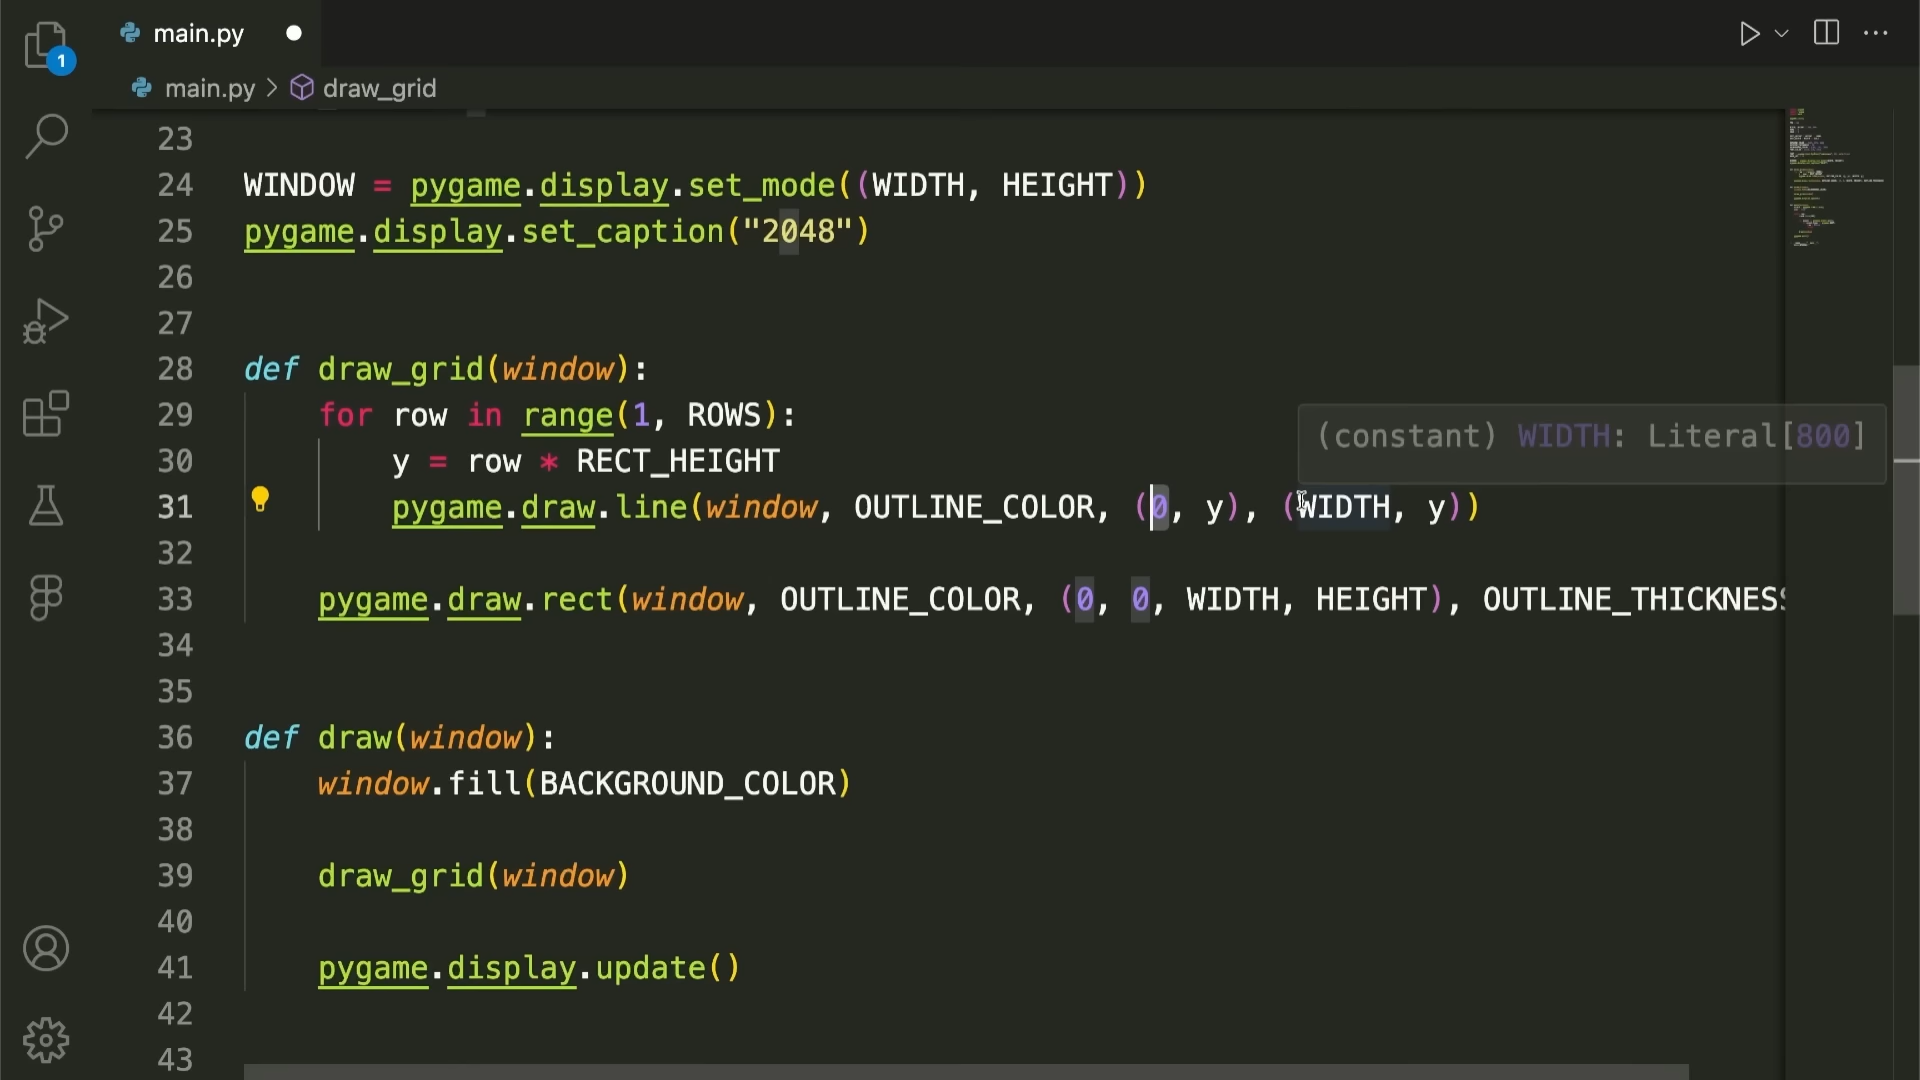 1
main.py
main.py > draw_grid
23
24 WINDOW = pygame.display.set_mode((WIDTH, HEIGHT))
25 pygame.display.set_caption("2048")
26
27
28 def draw_grid(window):
29 for row in range(1, ROWS):
(constant) WIDTH: Literal[800]
30 y = row * RECT_HEIGHT
31 pygame.draw.line(window, OUTLINE_COLOR, (0, y), (WIDTH, y))
32
33 pygame.draw.rect(window, OUTLINE_COLOR, (0, 0, WIDTH, HEIGHT), OUTLINE_THICKNESS
34
35
36 def draw(window):
37 window.fill(BACKGROUND_COLOR)
38
39 draw_grid(window)
40
41 pygame.display.update()
42
43